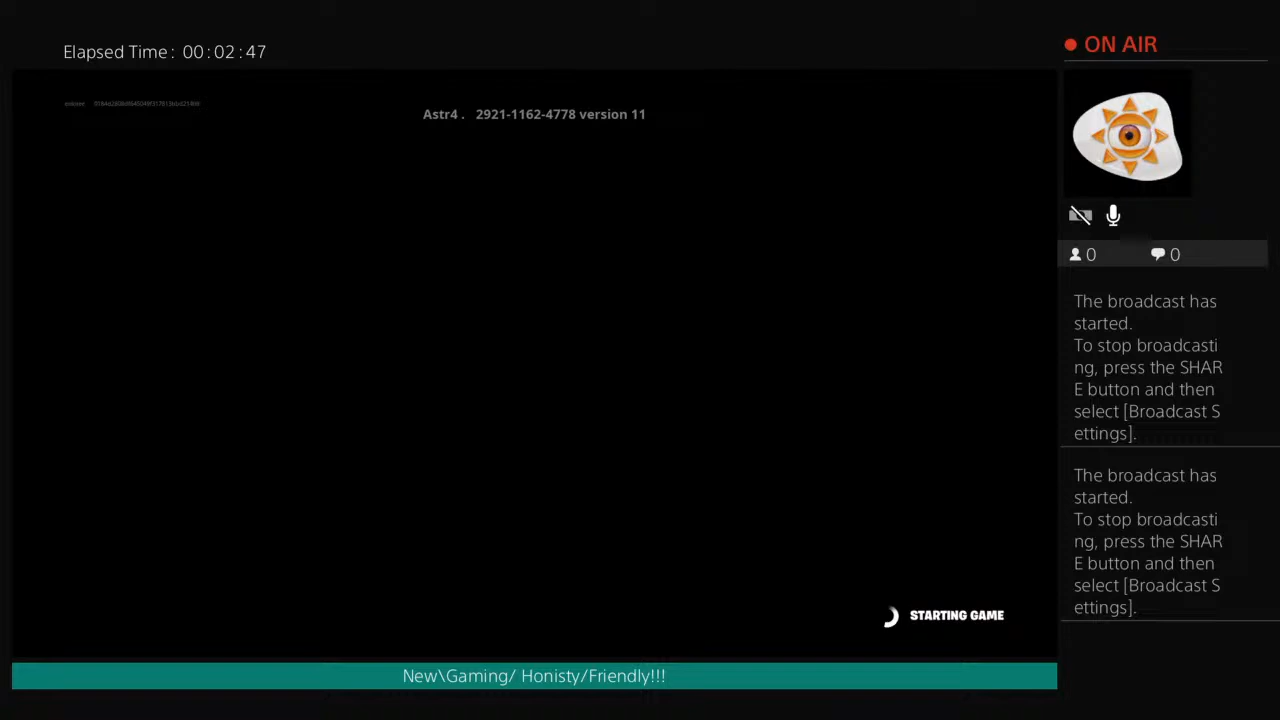 Elapsed Time: 00:02:47
ON AIR
Astr4 . 2921-1162-4778 version 11
0
0
The broadcast has
started.
To stop broadcasti
ng, press the SHAR
E button and then
select [Broadcast S
ettings].
The broadcast has
started.
To stop broadcasti
ng, press the SHAR
E button and then
select [Broadcast S
ettings].
STARTING GAME
New\Gaming/ Honisty/Friendly!!!